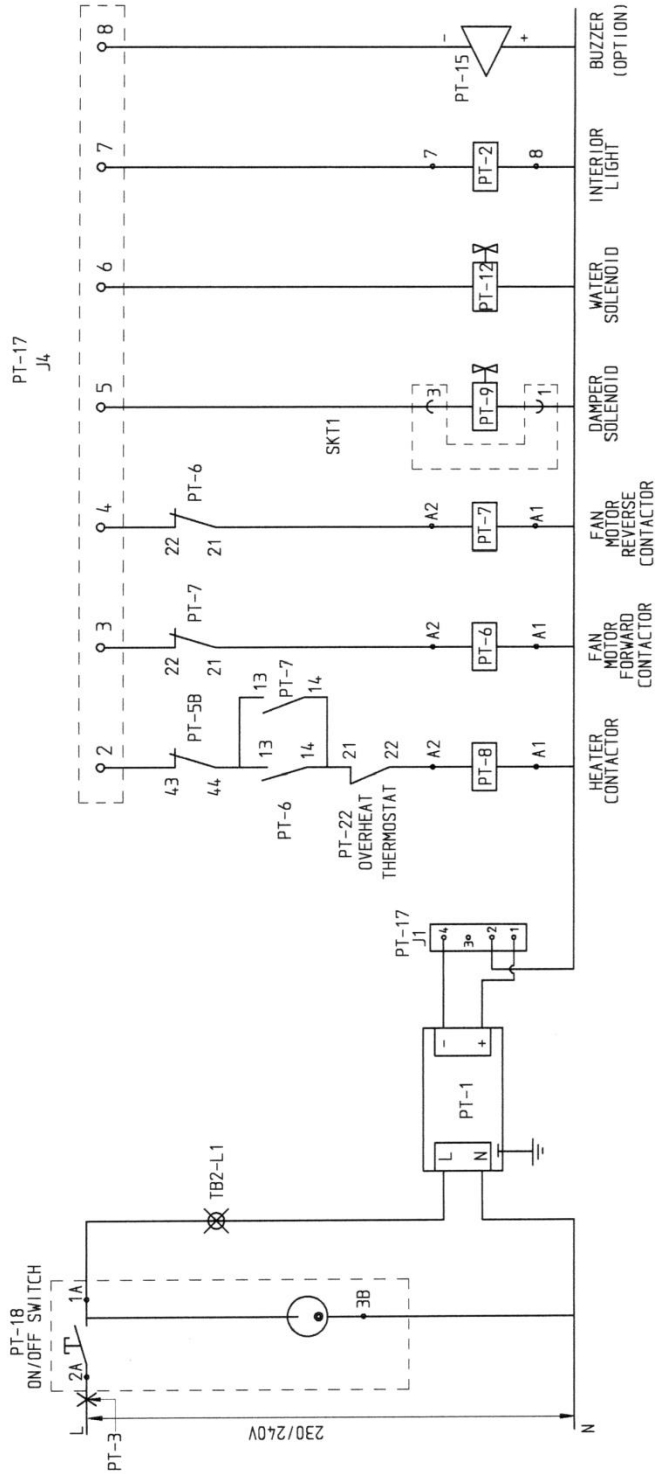 PT-18
ON/OFF SWITCH
L
2A
1A
PT-3
230/240V
N
3B
TB2-L1
L
N
PT-1
-
+
PT-17
J1
4
3
2
1
PT-17
J4
2
3
4
5
6
7
8
43
PT-5B
44
13
14
PT-6
13
PT-7
14
21
22
PT-22
OVERHEAT
THERMOSTAT
A2
PT-8
A1
HEATER
CONTACTOR
22
PT-7
21
A2
PT-6
A1
FAN
MOTOR
FORWARD
CONTACTOR
22
PT-6
21
A2
PT-7
A1
FAN
MOTOR
REVERSE
CONTACTOR
SKT1
3
PT-9
1
DAMPER
SOLENOID
PT-12
WATER
SOLENOID
7
PT-2
8
INTERIOR
LIGHT
-
PT-15
+
BUZZER
(OPTION)